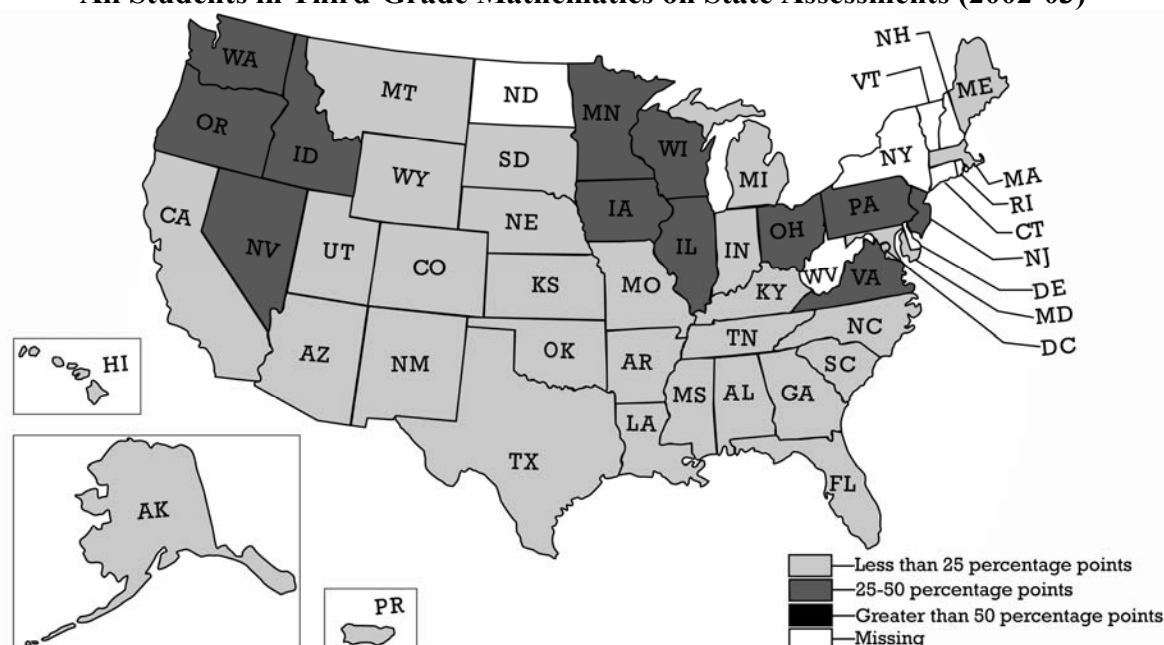 All Students in Third-Grade Mathematics on State Assessments (2002-03)
WA
MT
ND
MN
NH
VT
ME
OR
ID
SD
WI
NY
WY
MI
MA
RI
CA
NE
IA
PA
CT
NV
UT
CO
IL
IN
OH
NJ
KS
MO
WV
VA
DE
KY
MD
AZ
NM
OK
TN
NC
DC
HI
AR
SC
MS
AL
GA
LA
TX
FL
AK
Less than 25 percentage points
25-50 percentage points
Greater than 50 percentage points
Missing
PR